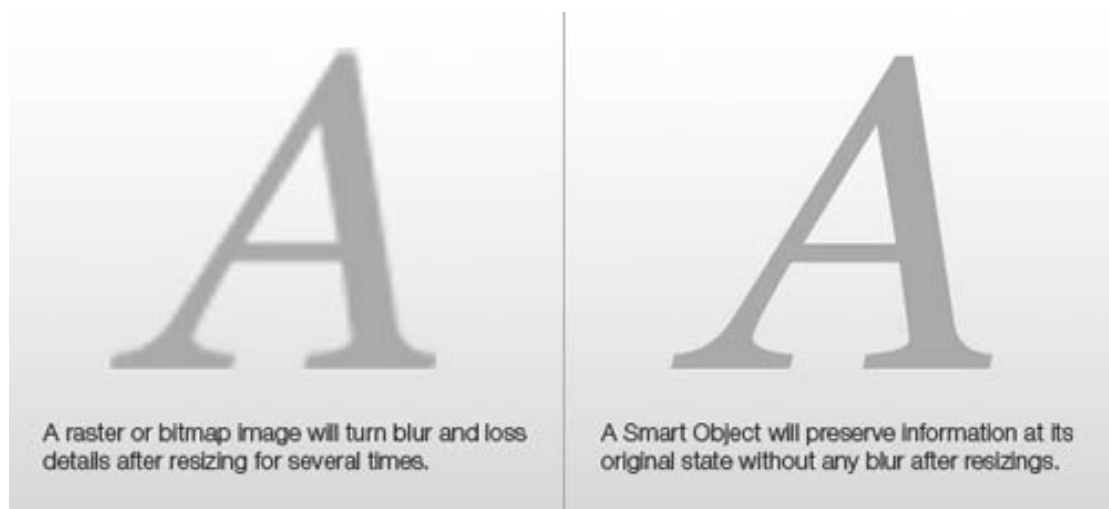 A
A raster or bitmap image will turn blur and loss
details after resizing for several times.
A
A Smart Object will preserve information at its
original state without any blur after resizings.